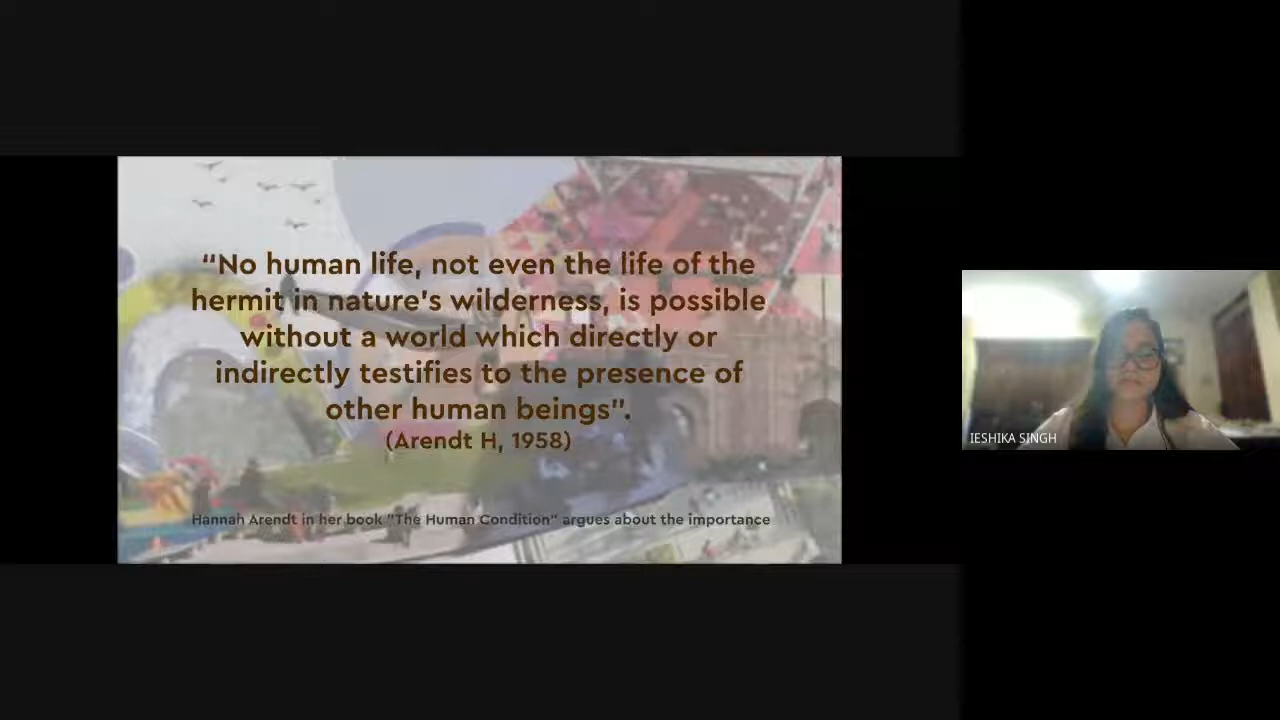 “No human life, not even the life of the
hermit in nature’s wilderness, is possible
without a world which directly or
indirectly testifies to the presence of
other human beings”.
(Arendt H, 1958)
Hannah Arendt in her book "The Human Condition" argues about the importance
IESHIKA SINGH